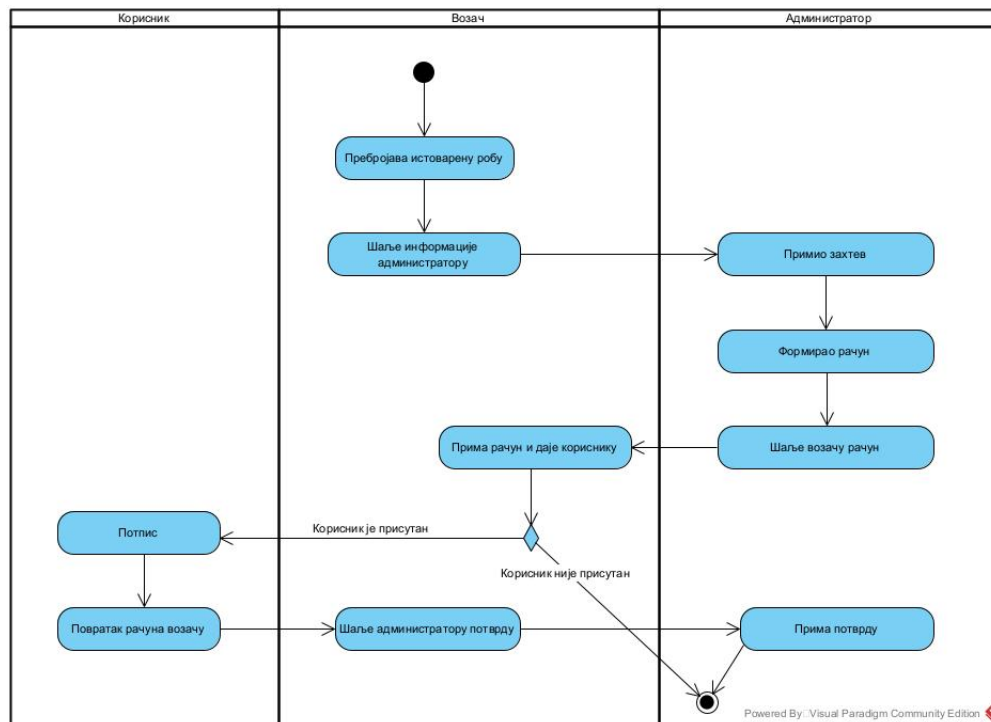 Корисник
Возач
Администратор
Пребројава истоварену робу
Шаље информације
администратору
Примио захтев
Формирао рачун
Шаље возачу рачун
Прима рачун и даје кориснику
Корисник је присутан
Потпис
Корисник није присутан
Повратак рачуна возачу
Шаље администратору потврду
Прима потврду
Powered By Visual Paradigm Community Edition